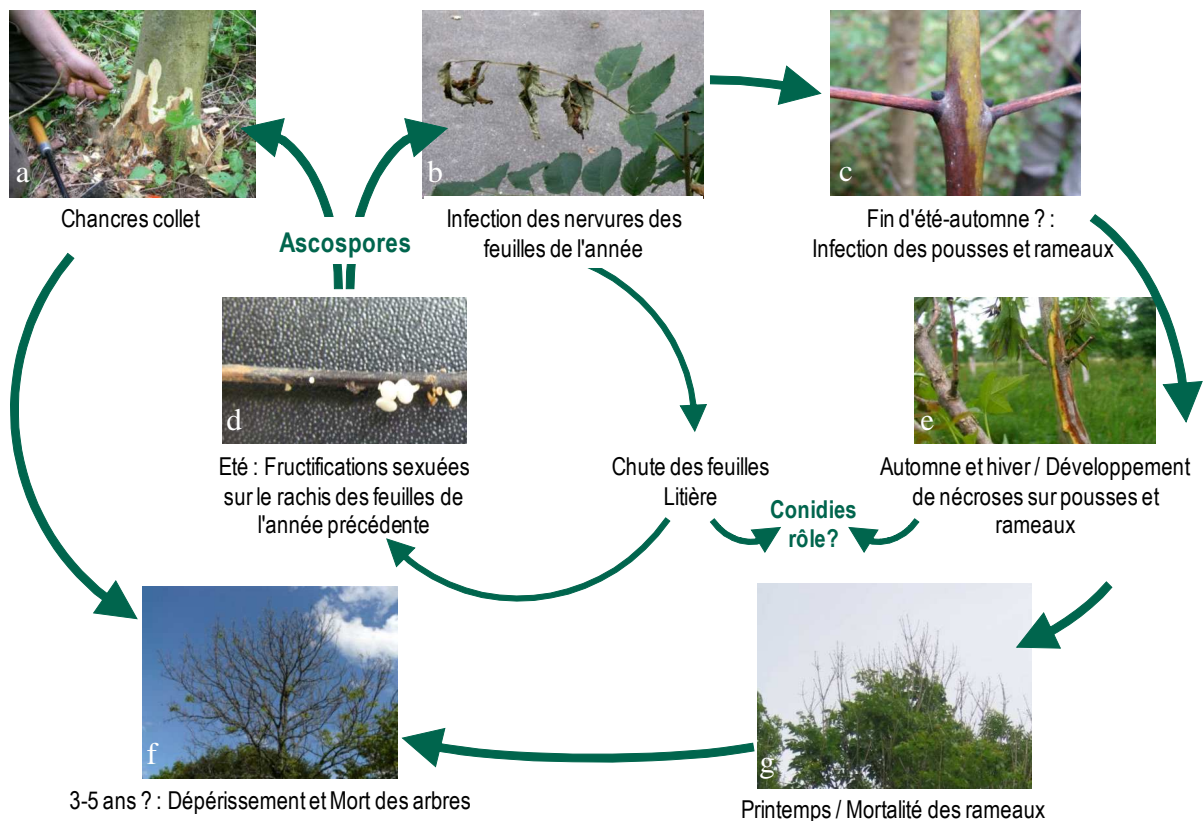 a
Chancres collet
b
Infection des nervures des
feuilles de l'année
c
Fin d'été-automne ? :
Infection des pousses et rameaux
Ascospores
d
Eté : Fructifications sexuées
sur le rachis des feuilles de
l'année précédente
Chute des feuilles
Litière
e
Automne et hiver / Développement
de nécroses sur pousses et
rameaux
Conidies
rôle?
f
3-5 ans ? : Dépérissement et Mort des arbres
g
Printemps / Mortalité des rameaux